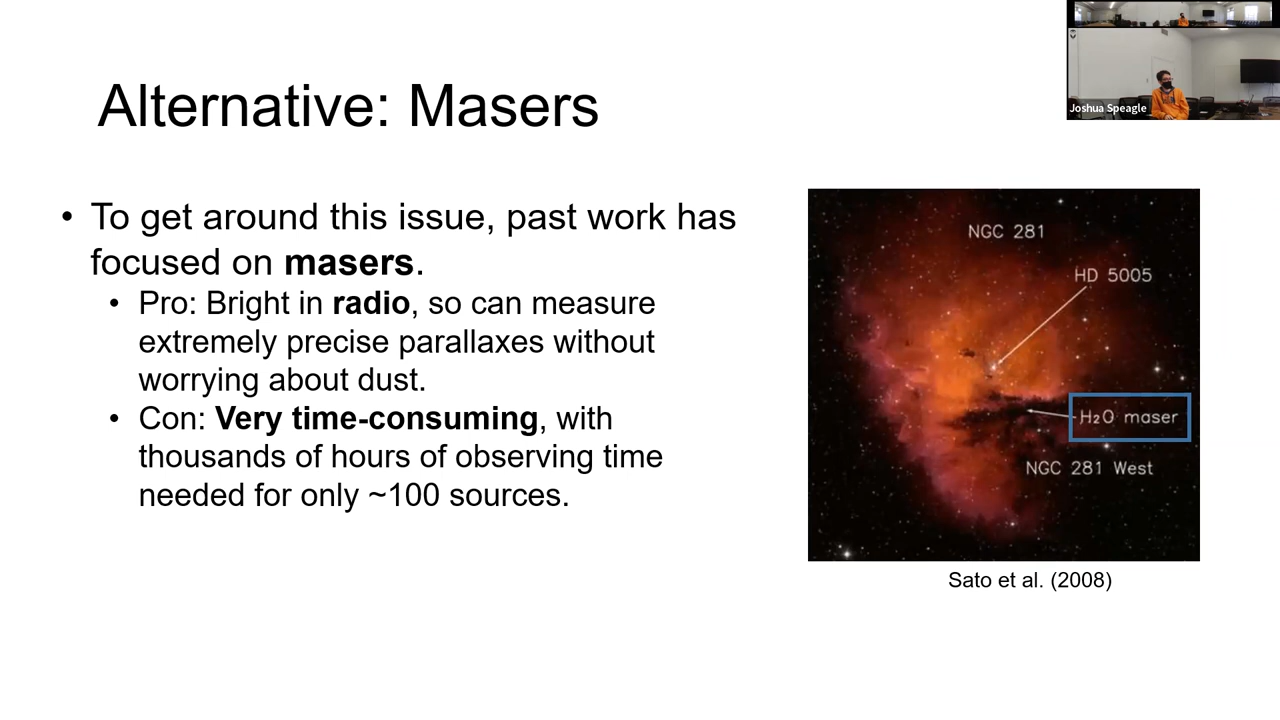 Joshua Speagle
Alternative: Masers
• To get around this issue, past work has
focused on masers.
• Pro: Bright in radio, so can measure
extremely precise parallaxes without
worrying about dust.
• Con: Very time-consuming, with
thousands of hours of observing time
needed for only ~100 sources.
NGC 281
HD 5005
H₂O maser
NGC 281 West
Sato et al. (2008)